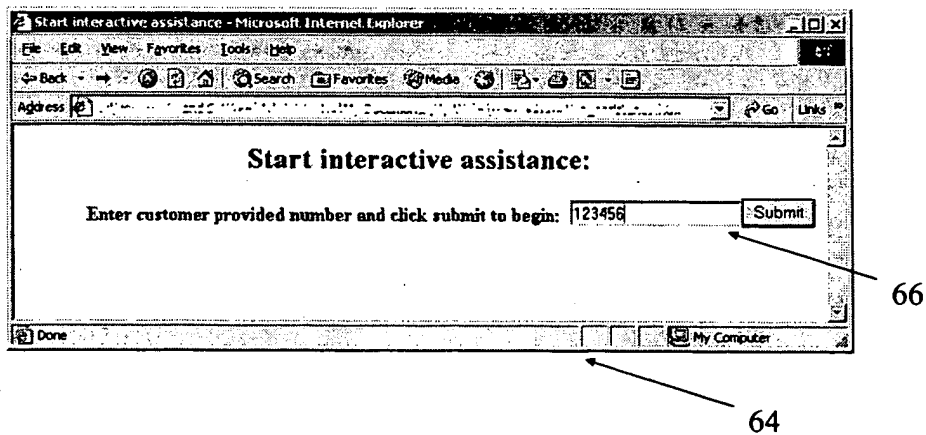 Start interactive assistance - Microsoft Internet Explorer
File Edit View Favorites Tools Help
Back Search Favorites Media
Address Go Links »
Start interactive assistance:
Enter customer provided number and click submit to begin: 123456 Submit
66
Done My Computer
64